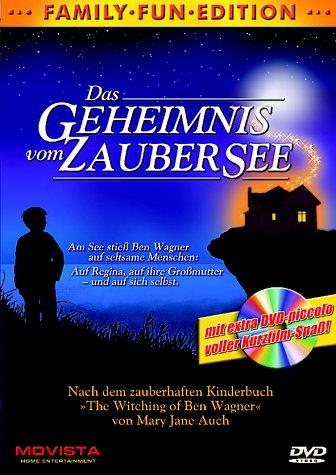 ... FAMILY·FUN·EDITION ...
Das
GEHEIMNIS
vom ZAUBERSEE
Am See stieß Ben Wagner
auf seltsame Menschen:
Auf Regina, auf ihre Großmutter
– und auf sich selbst.
mit extra DVD-piccolo
voller Kurzfilm-Spaß!
Nach dem zauberhaften Kinderbuch
»The Witching of Ben Wagner«
von Mary Jane Auch
MOVISTA
HOME ENTERTAINMENT
DVD
VIDEO